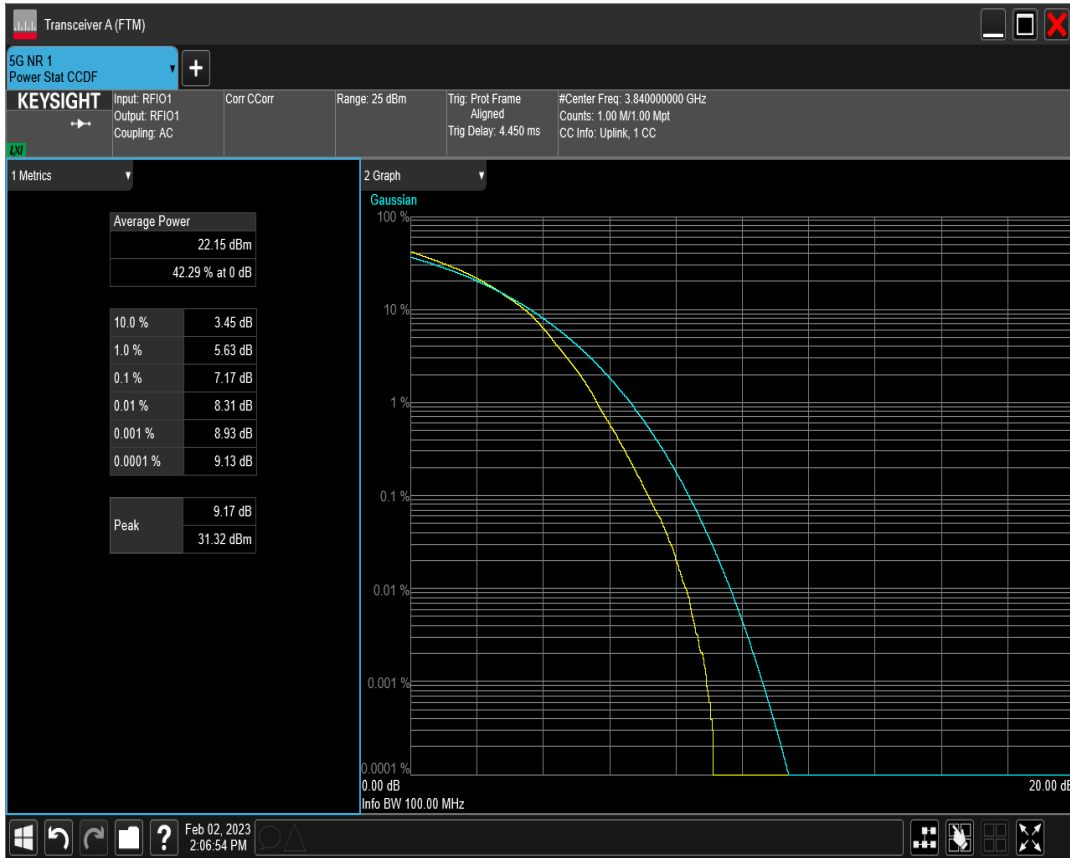 Transceiver A (FTM)
5G NR 1
Power Stat CCDF
+
KEYSIGHT
LXI
Input: RFIO1
Output: RFIO1
Coupling: AC
Corr CCorr
Range: 25 dBm
Trig: Prot Frame
Aligned
Trig Delay: 4.450 ms
#Center Freq: 3.840000000 GHz
Counts: 1.00 M/1.00 Mpt
CC Info: Uplink, 1 CC
1 Metrics
Average Power
22.15 dBm
42.29 % at 0 dB
10.0 % 3.45 dB
1.0 % 5.63 dB
0.1 % 7.17 dB
0.01 % 8.31 dB
0.001 % 8.93 dB
0.0001 % 9.13 dB
Peak
9.17 dB
31.32 dBm
2 Graph
Gaussian
100 %
10 %
1 %
0.1 %
0.01 %
0.001 %
0.0001 %
0.00 dB 20.00 dB
Info BW 100.00 MHz
?
Feb 02, 2023
2:06:54 PM